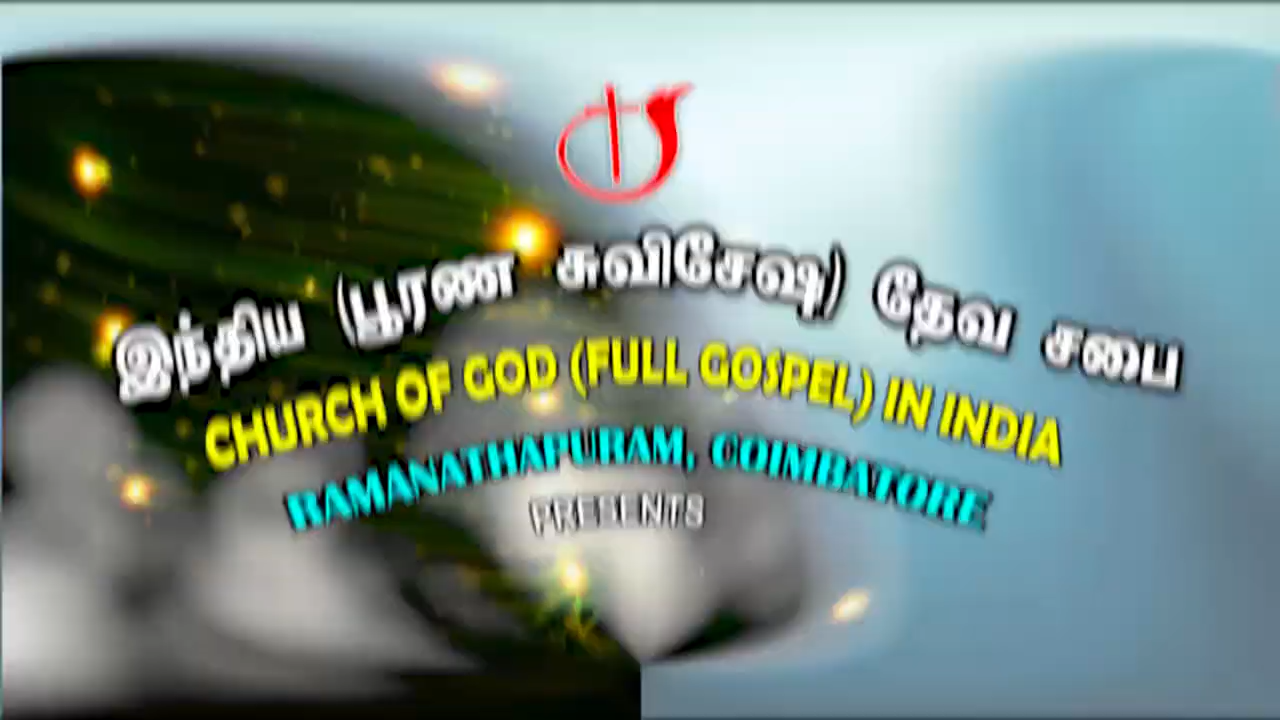 இந்திய (பூரண சுவிசேஷ) தேவ சபை
CHURCH OF GOD (FULL GOSPEL) IN INDIA
RAMANATHAPURAM, COIMBATORE
PRESENTS